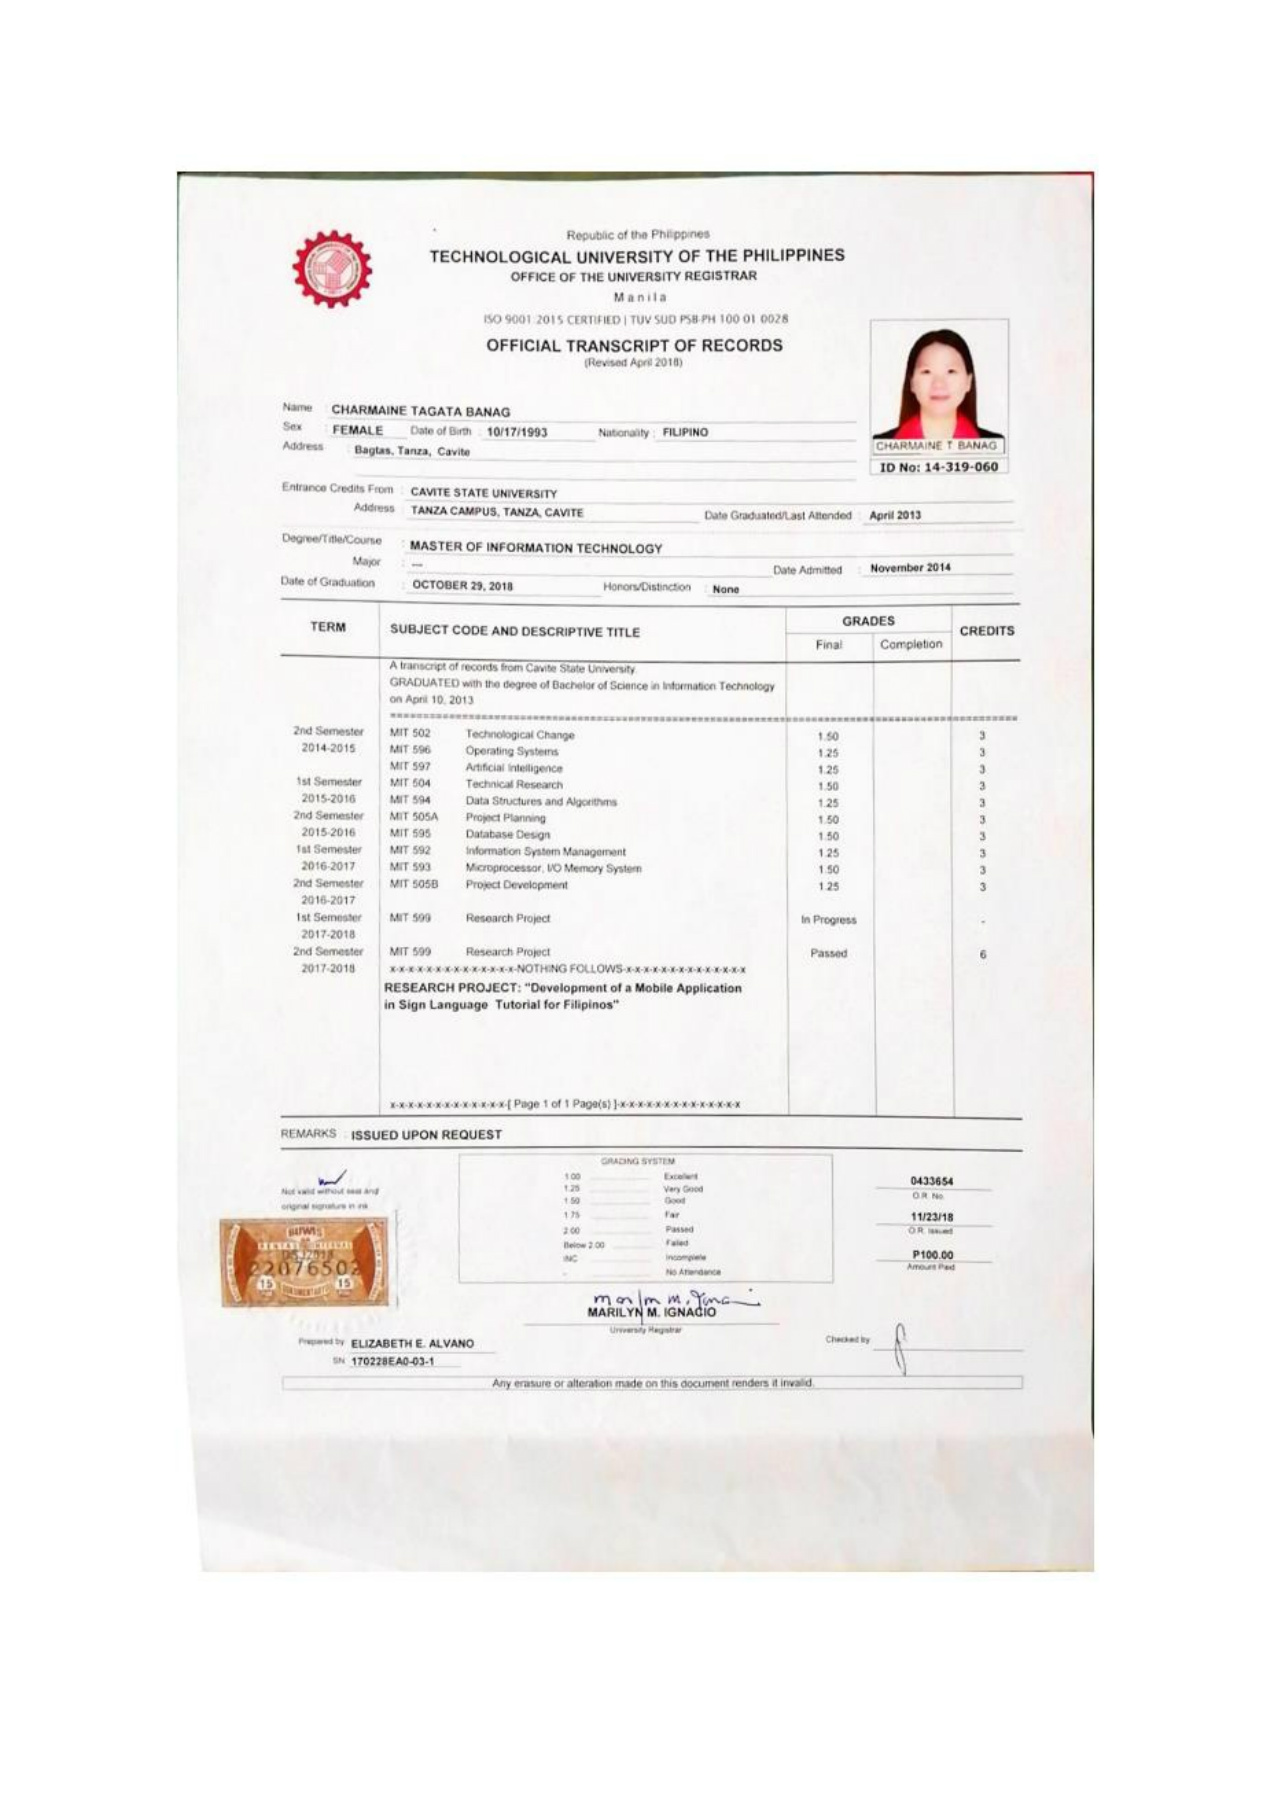 Republic of the Philippines
TECHNOLOGICAL UNIVERSITY OF THE PHILIPPINES
OFFICE OF THE UNIVERSITY REGISTRAR
Manila
ISO 9001:2015 CERTIFIED | TUV SUD PSB PH 100 01 0028
OFFICIAL TRANSCRIPT OF RECORDS
(Revised April 2018)
Name : CHARMAINE TAGATA BANAG
Sex : FEMALE Date of Birth : 10/17/1993 Nationality : FILIPINO
Address : Bagtas, Tanza, Cavite
CHARMAINE T BANAG
ID No: 14-319-060
Entrance Credits From : CAVITE STATE UNIVERSITY
Address : TANZA CAMPUS, TANZA, CAVITE Date Graduated/Last Attended : April 2013
Degree/Title/Course : MASTER OF INFORMATION TECHNOLOGY
Major : --- Date Admitted : November 2014
Date of Graduation : OCTOBER 29, 2018 Honors/Distinction : None
TERM SUBJECT CODE AND DESCRIPTIVE TITLE GRADES CREDITS
Final Completion
A transcript of records from Cavite State University.
GRADUATED with the degree of Bachelor of Science in Information Technology
on April 10, 2013
2nd Semester MIT 502 Technological Change 1.50 3
2014-2015 MIT 596 Operating Systems 1.25 3
MIT 597 Artificial Intelligence 1.25 3
1st Semester MIT 504 Technical Research 1.50 3
2015-2016 MIT 594 Data Structures and Algorithms 1.25 3
2nd Semester MIT 505A Project Planning 1.50 3
2015-2016 MIT 595 Database Design 1.50 3
1st Semester MIT 592 Information System Management 1.25 3
2016-2017 MIT 593 Microprocessor, I/O Memory System 1.50 3
2nd Semester MIT 505B Project Development 1.25 3
2016-2017
1st Semester MIT 599 Research Project In Progress -
2017-2018
2nd Semester MIT 599 Research Project Passed 6
2017-2018 x-x-x-x-x-x-x-x-x-x-x-x-x-x-NOTHING FOLLOWS-x-x-x-x-x-x-x-x-x-x-x-x-x-x
RESEARCH PROJECT: "Development of a Mobile Application
in Sign Language Tutorial for Filipinos"
x-x-x-x-x-x-x-x-x-x-x-x-x-[ Page 1 of 1 Page(s) ]-x-x-x-x-x-x-x-x-x-x-x-x-x-x
REMARKS : ISSUED UPON REQUEST
Not valid without seal and
original signature in ink
BUWIS
22076502
15 15
GRADING SYSTEM
1.00 Excellent
1.25 Very Good
1.50 Good
1.75 Fair
2.00 Passed
Below 2.00 Failed
INC Incomplete
- No Attendance
0433654
O.R. No.
11/23/18
O.R. Issued
P100.00
Amount Paid
MARILYN M. IGNACIO
University Registrar
Prepared by ELIZABETH E. ALVANO
SN 170228EA0-03-1
Checked by
Any erasure or alteration made on this document renders it invalid.